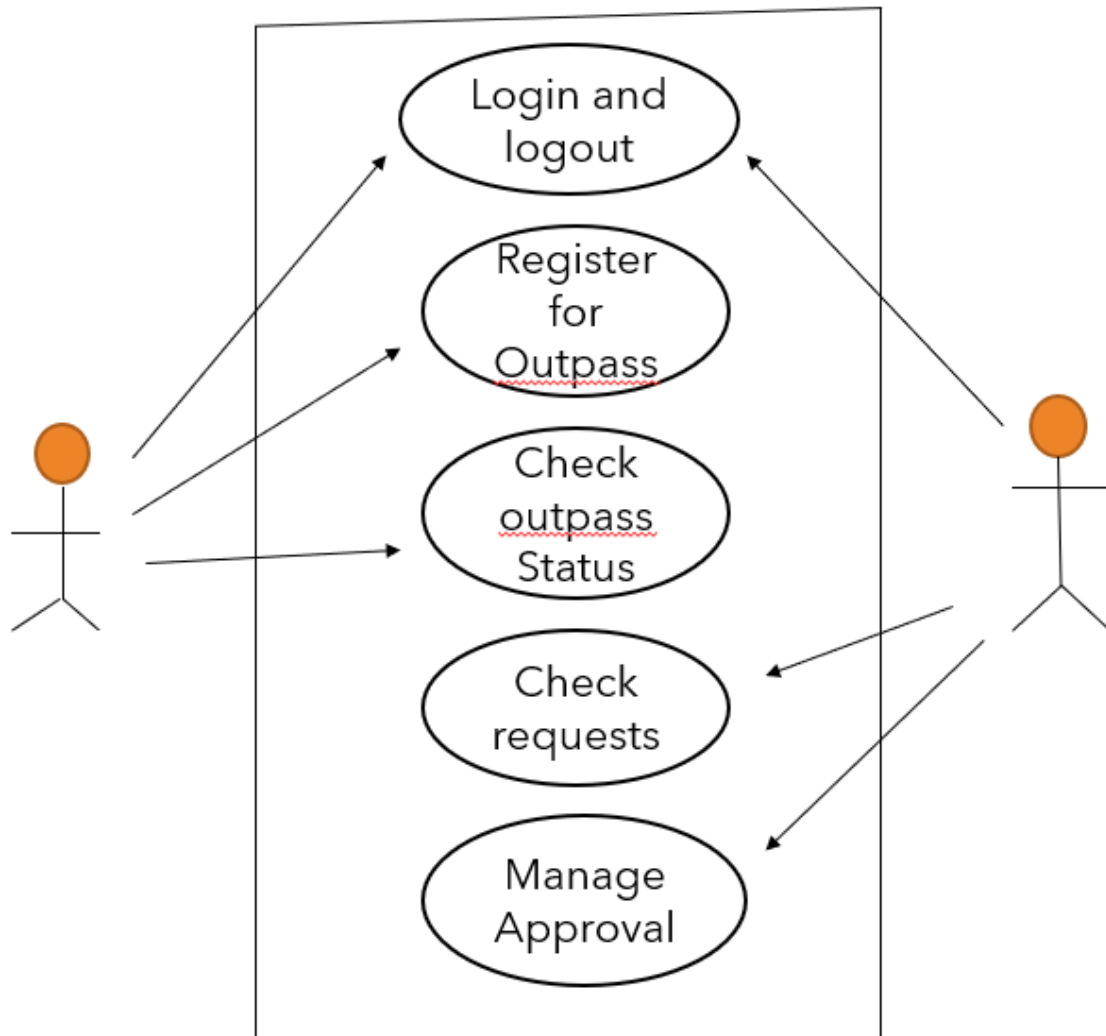 Login and
logout
Register
for
Outpass
Check
outpass
Status
Check
requests
Manage
Approval